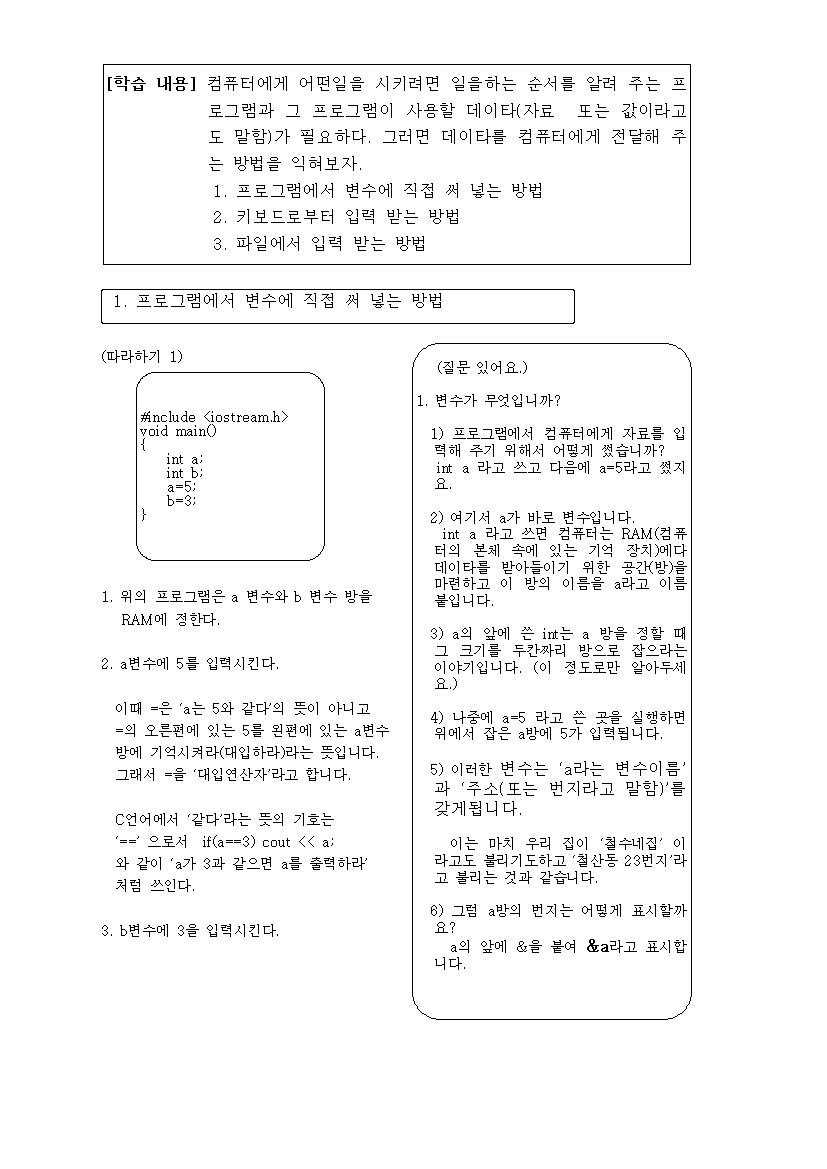 [학습 내용] 컴퓨터에게 어떤일을 시키려면 일을하는 순서를 알려 주는 프
로그램과 그 프로그램이 사용할 데이타(자료 또는 값이라고
도 말함)가 필요하다. 그러면 데이타를 컴퓨터에게 전달해 주
는 방법을 익혀보자.
1. 프로그램에서 변수에 직접 써 넣는 방법
2. 키보드로부터 입력 받는 방법
3. 파일에서 입력 받는 방법
1. 프로그램에서 변수에 직접 써 넣는 방법
(따라하기 1)
#include <iostream.h>
void main()
{
int a;
int b;
a=5;
b=3;
}
1. 위의 프로그램은 a 변수와 b 변수 방을
RAM에 정한다.
2. a변수에 5를 입력시킨다.
이때 =은 ‘a는 5와 같다’의 뜻이 아니고
=의 오른편에 있는 5를 왼편에 있는 a변수
방에 기억시켜라(대입하라)라는 뜻입니다.
그래서 =을 ‘대입연산자’라고 합니다.
C언어에서 ‘같다’라는 뜻의 기호는
‘==’ 으로서 if(a==3) cout << a;
와 같이 ‘a가 3과 같으면 a를 출력하라’
처럼 쓰인다.
3. b변수에 3을 입력시킨다.
(질문 있어요.)
1. 변수가 무엇입니까?
1) 프로그램에서 컴퓨터에게 자료를 입
력해 주기 위해서 어떻게 썼습니까?
int a 라고 쓰고 다음에 a=5라고 썼지
요.
2) 여기서 a가 바로 변수입니다.
int a 라고 쓰면 컴퓨터는 RAM(컴퓨
터의 본체 속에 있는 기억 장치)에다
데이타를 받아들이기 위한 공간(방)을
마련하고 이 방의 이름을 a라고 이름
붙입니다.
3) a의 앞에 쓴 int는 a 방을 정할 때
그 크기를 두칸짜리 방으로 잡으라는
이야기입니다. (이 정도로만 알아두세
요.)
4) 나중에 a=5 라고 쓴 곳을 실행하면
위에서 잡은 a방에 5가 입력됩니다.
5) 이러한 변수는 ‘a라는 변수이름’
과 ‘주소(또는 번지라고 말함)’를
갖게됩니다.
이는 마치 우리 집이 ‘철수네집’ 이
라고도 불리기도하고 ‘철산동 23번지’라
고 불리는 것과 같습니다.
6) 그럼 a방의 번지는 어떻게 표시할까
요?
a의 앞에 &을 붙여 &a라고 표시합
니다.